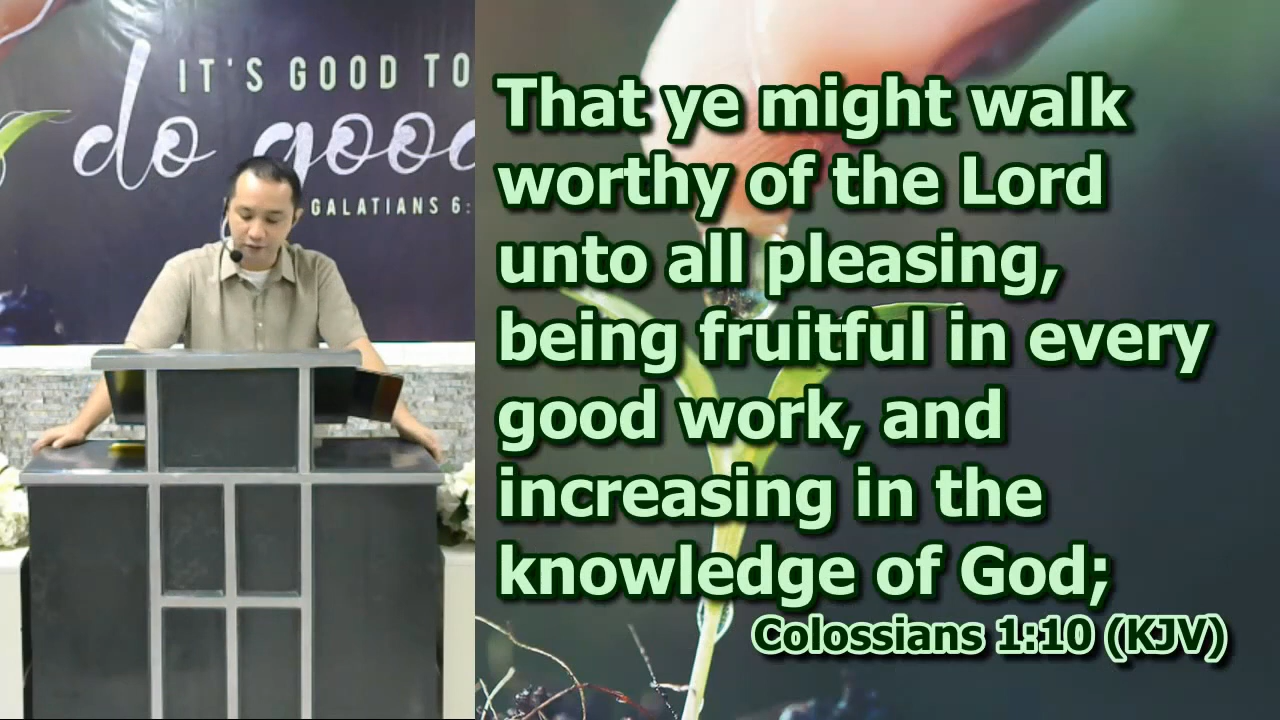 IT'S GOOD TO
do good
GALATIANS 6:
That ye might walk
worthy of the Lord
unto all pleasing,
being fruitful in every
good work, and
increasing in the
knowledge of God;
Colossians 1:10 (KJV)